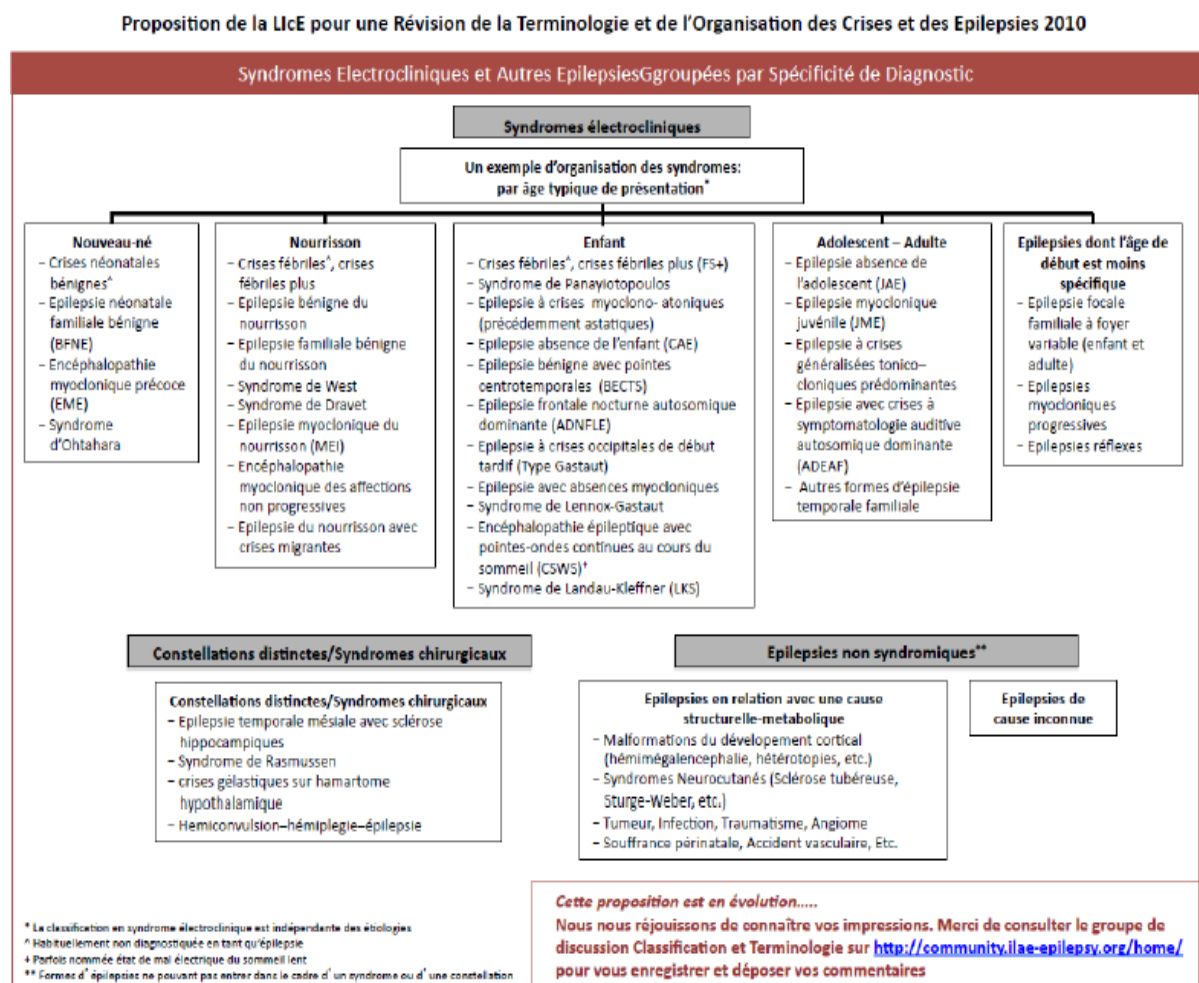 Proposition de la LIcE pour une Révision de la Terminologie et de l'Organisation des Crises et des Epilepsies 2010
Syndromes Electrocliniques et Autres EpilepsiesGgroupées par Spécificité de Diagnostic
Syndromes électrocliniques
Un exemple d'organisation des syndromes:
par âge typique de présentation*
Nouveau-né
– Crises néonatales
bénignes^
– Epilepsie néonatale
familiale bénigne
(BFNE)
– Encéphalopathie
myoclonique précoce
(EME)
– Syndrome
d'Ohtahara
Nourrisson
– Crises fébriles^, crises
fébriles plus
– Epilepsie bénigne du
nourrisson
– Epilepsie familiale bénigne
du nourrisson
– Syndrome de West
– Syndrome de Dravet
– Epilepsie myoclonique du
nourrisson (MEI)
– Encéphalopathie
myoclonique des affections
non progressives
– Epilepsie du nourrisson avec
crises migrantes
Enfant
– Crises fébriles^, crises fébriles plus (FS+)
– Syndrome de Panayiotopoulos
– Epilepsie à crises myoclono- atoniques
(précédemment astatiques)
– Epilepsie absence de l'enfant (CAE)
– Epilepsie bénigne avec pointes
centrotemporales (BECTS)
– Epilepsie frontale nocturne autosomique
dominante (ADNFLE)
– Epilepsie à crises occipitales de début
tardif (Type Gastaut)
– Epilepsie avec absences myocloniques
– Syndrome de Lennox-Gastaut
– Encéphalopathie épileptique avec
pointes-ondes continues au cours du
sommeil (CSWS)+
– Syndrome de Landau-Kleffner (LKS)
Adolescent – Adulte
– Epilepsie absence de
l'adolescent (JAE)
– Epilepsie myoclonique
juvénile (JME)
– Epilepsie à crises
généralisées tonico–
cloniques prédominantes
– Epilepsie avec crises à
symptomatologie auditive
autosomique dominante
(ADEAF)
– Autres formes d'épilepsie
temporale familiale
Epilepsies dont l'âge de
début est moins
spécifique
– Epilepsie focale
familiale à foyer
variable (enfant et
adulte)
– Epilepsies
myocloniques
progressives
– Epilepsies réflexes
Constellations distinctes/Syndromes chirurgicaux
Constellations distinctes/Syndromes chirurgicaux
– Epilepsie temporale mésiale avec sclérose
hippocampiques
– Syndrome de Rasmussen
– crises gélastiques sur hamartome
hypothalamique
– Hemiconvulsion–hémiplegie–épilepsie
Epilepsies non syndromiques**
Epilepsies en relation avec une cause
structurelle-metabolique
– Malformations du dévelopement cortical
(hémimégalencephalie, hétérotopies, etc.)
– Syndromes Neurocutanés (Sclérose tubéreuse,
Sturge-Weber, etc.)
– Tumeur, Infection, Traumatisme, Angiome
– Souffrance périnatale, Accident vasculaire, Etc.
Epilepsies de
cause inconnue
* La classification en syndrome électroclinique est indépendante des étiologies
^ Habituellement non diagnostiquée en tant qu'épilepsie
+ Parfois nommée état de mal électrique du sommeil lent
** Formes d'épilepsies ne pouvant pas entrer dans le cadre d'un syndrome ou d'une constellation
Cette proposition est en évolution.....
Nous nous réjouissons de connaître vos impressions. Merci de consulter le groupe de
discussion Classification et Terminologie sur http://community.ilae-epilepsy.org/home/
pour vous enregistrer et déposer vos commentaires